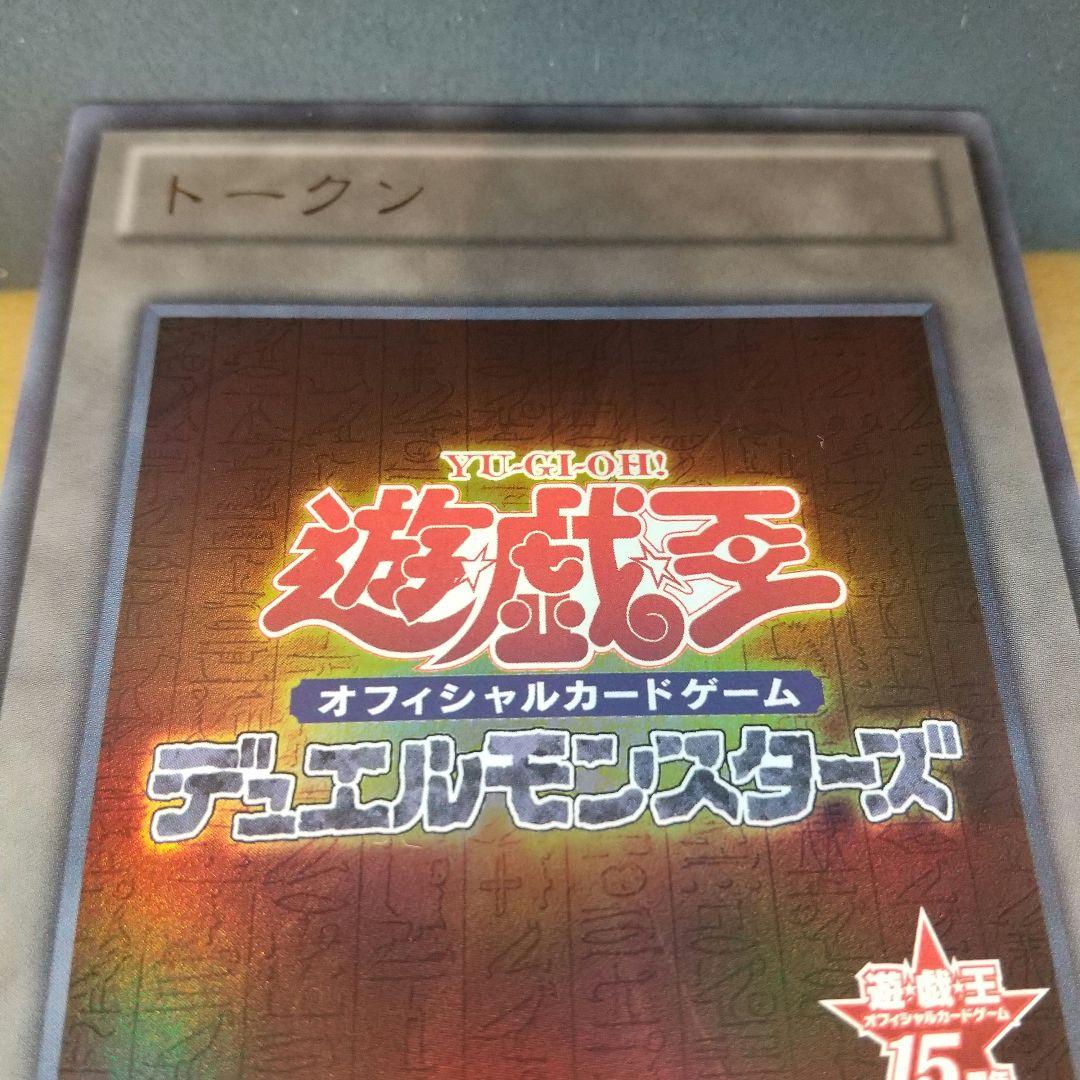 トークン
YU-GI-OH!
遊☆戯☆王
オフィシャルカードゲーム
デュエルモンスターズ
遊★戯★王
オフィシャルカードゲーム
15